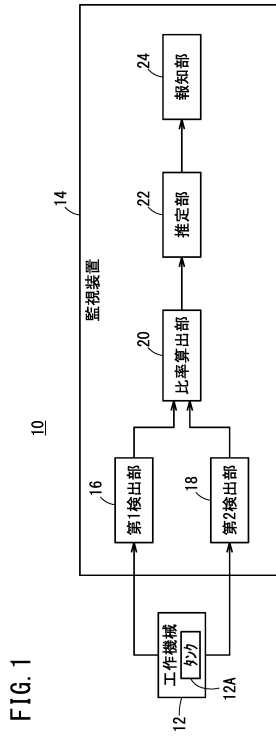 FIG. 1
10
14
監視装置
12
工作機械
タンク
12A
16
第1検出部
18
第2検出部
20
比率算出部
22
推定部
24
報知部